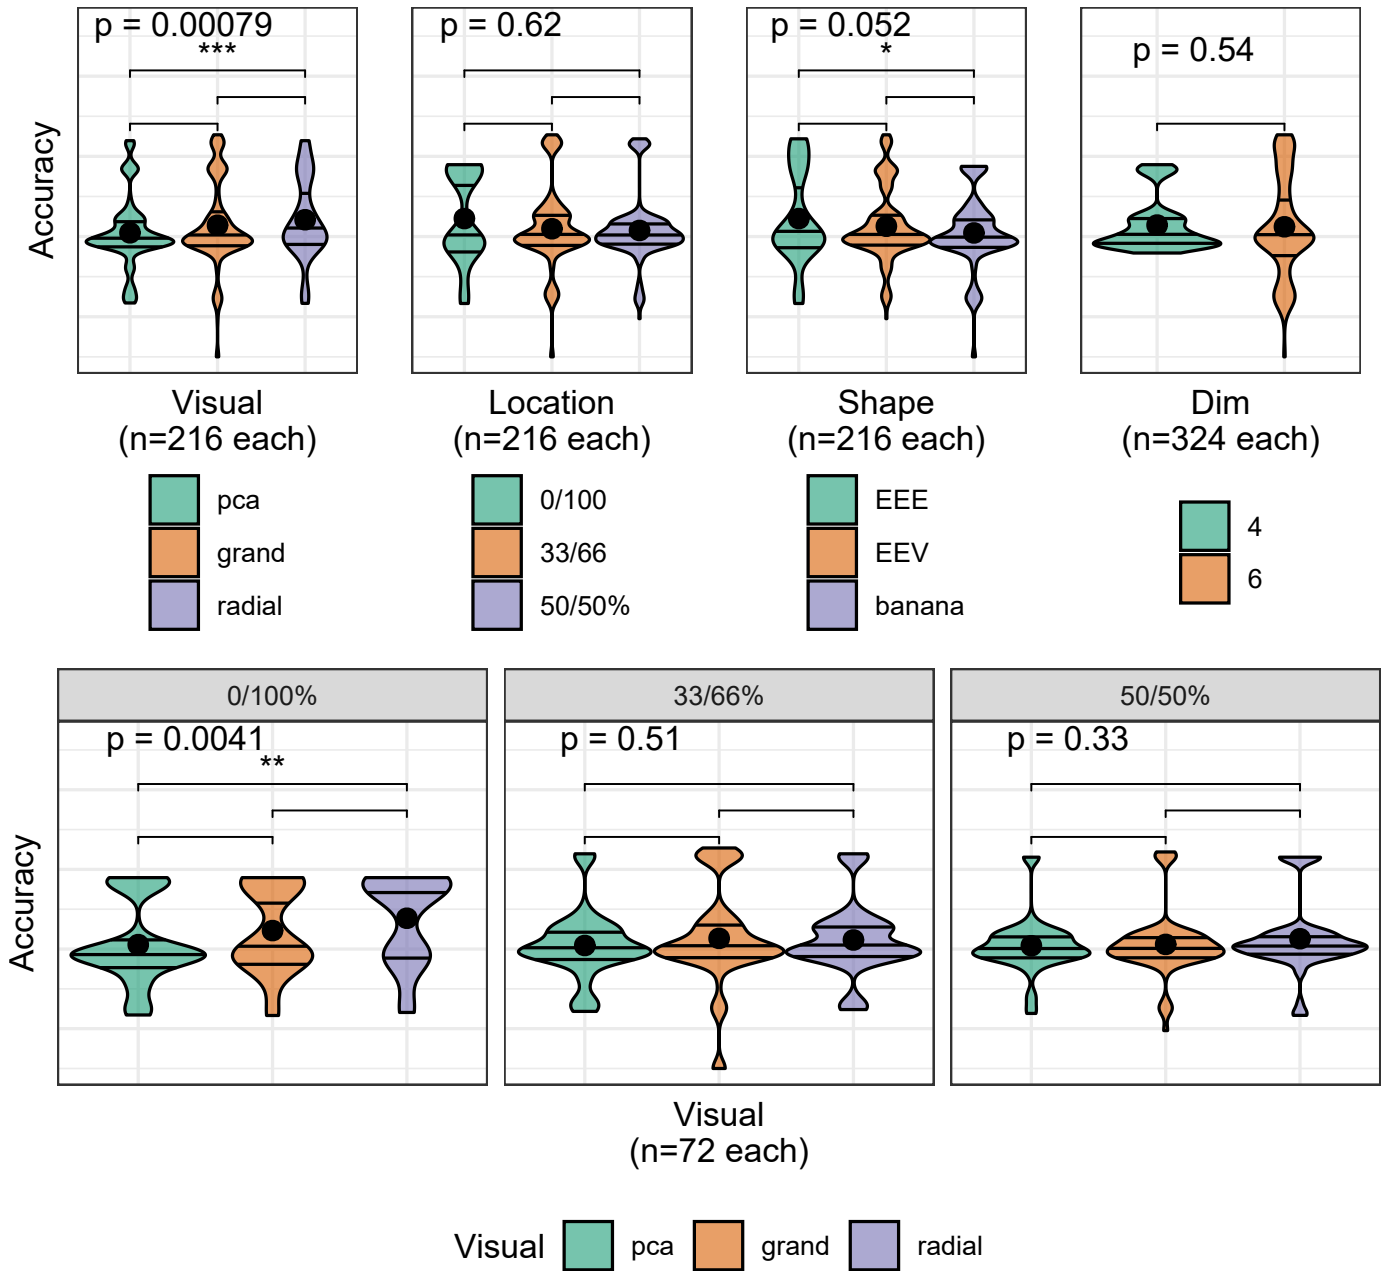 p = 0.00079
***
p = 0.62
p = 0.052
*
p = 0.54
Accuracy
Visual
(n=216 each)
Location
(n=216 each)
Shape
(n=216 each)
Dim
(n=324 each)
pca
grand
radial
0/100
33/66
50/50%
EEE
EEV
banana
4
6
0/100%
33/66%
50/50%
p = 0.0041
**
p = 0.51
p = 0.33
Accuracy
Visual
(n=72 each)
Visual pca grand radial